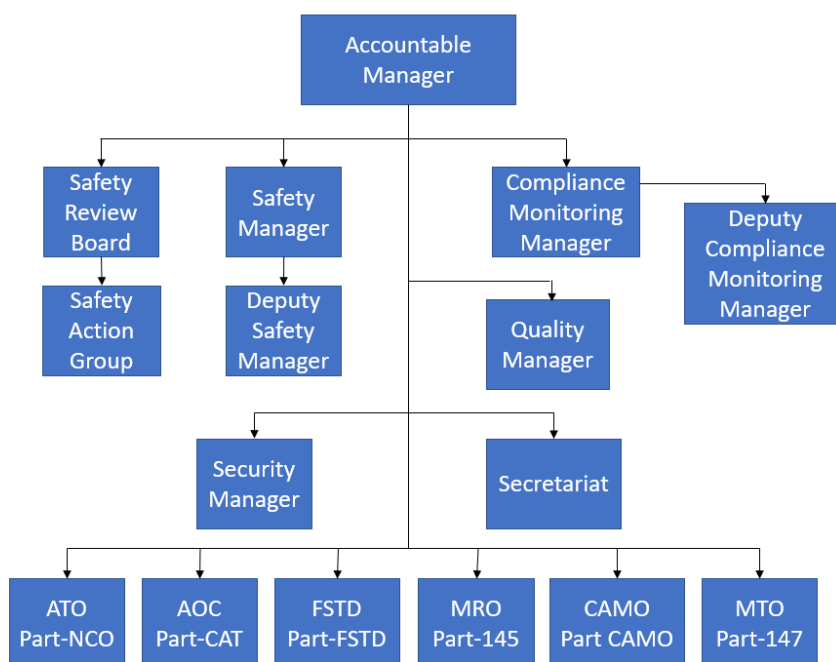 Accountable
Manager
Safety
Review
Board
Safety
Manager
Compliance
Monitoring
Manager
Deputy
Compliance
Monitoring
Manager
Safety
Action
Group
Deputy
Safety
Manager
Quality
Manager
Security
Manager
Secretariat
ATO
Part-NCO
AOC
Part-CAT
FSTD
Part-FSTD
MRO
Part-145
CAMO
Part CAMO
MTO
Part-147